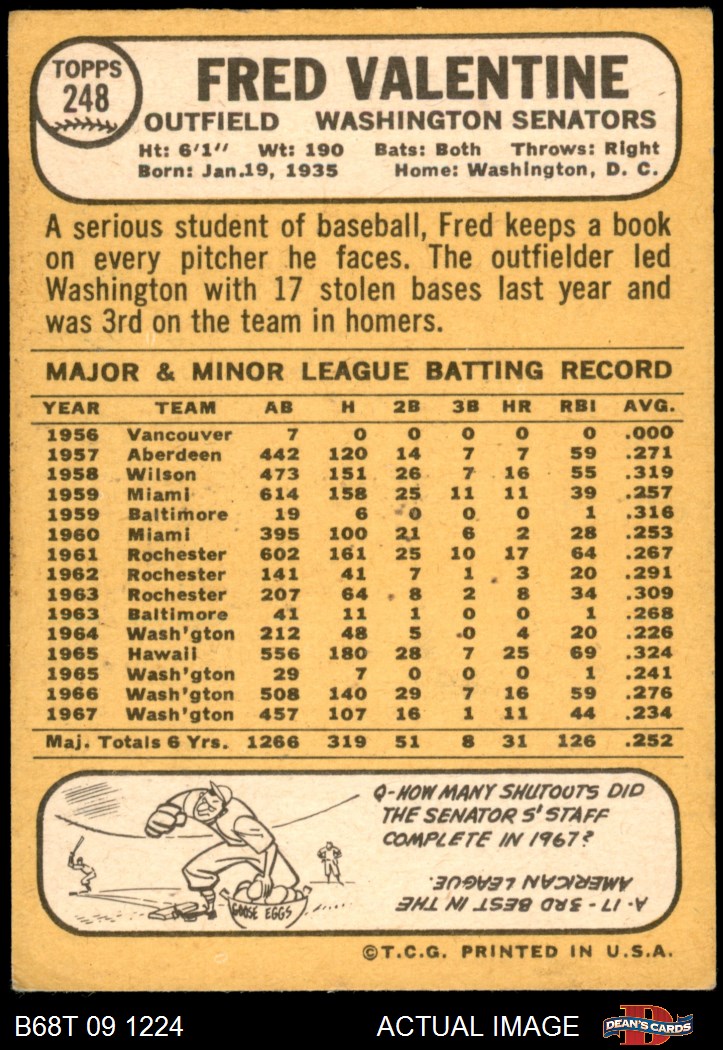 TOPPS
248
FRED VALENTINE
OUTFIELD WASHINGTON SENATORS
Ht: 6'1" Wt: 190 Bats: Both Throws: Right
Born: Jan.19, 1935 Home: Washington, D. C.
A serious student of baseball, Fred keeps a book
on every pitcher he faces. The outfielder led
Washington with 17 stolen bases last year and
was 3rd on the team in homers.
MAJOR & MINOR LEAGUE BATTING RECORD
YEAR TEAM AB H 2B 3B HR RBI AVG.
1956 Vancouver 7 0 0 0 0 0 .000
1957 Aberdeen 442 120 14 7 7 59 .271
1958 Wilson 473 151 26 7 16 55 .319
1959 Miami 614 158 25 11 11 39 .257
1959 Baltimore 19 6 0 0 0 1 .316
1960 Miami 395 100 21 6 2 28 .253
1961 Rochester 602 161 25 10 17 64 .267
1962 Rochester 141 41 7 1 3 20 .291
1963 Rochester 207 64 8 2 8 34 .309
1963 Baltimore 41 11 1 0 0 1 .268
1964 Wash'gton 212 48 5 0 4 20 .226
1965 Hawaii 556 180 28 7 25 69 .324
1965 Wash'gton 29 7 0 0 0 1 .241
1966 Wash'gton 508 140 29 7 16 59 .276
1967 Wash'gton 457 107 16 1 11 44 .234
Maj. Totals 6 Yrs. 1266 319 51 8 31 126 .252
Q-HOW MANY SHUTOUTS DID
THE SENATOR S' STAFF
COMPLETE IN 1967?
A-17-3RD BEST IN THE
AMERICAN LEAGUE.
GOOSE EGGS
©T.C.G. PRINTED IN U.S.A.
B68T 09 1224 ACTUAL IMAGE D DEAN'S CARDS